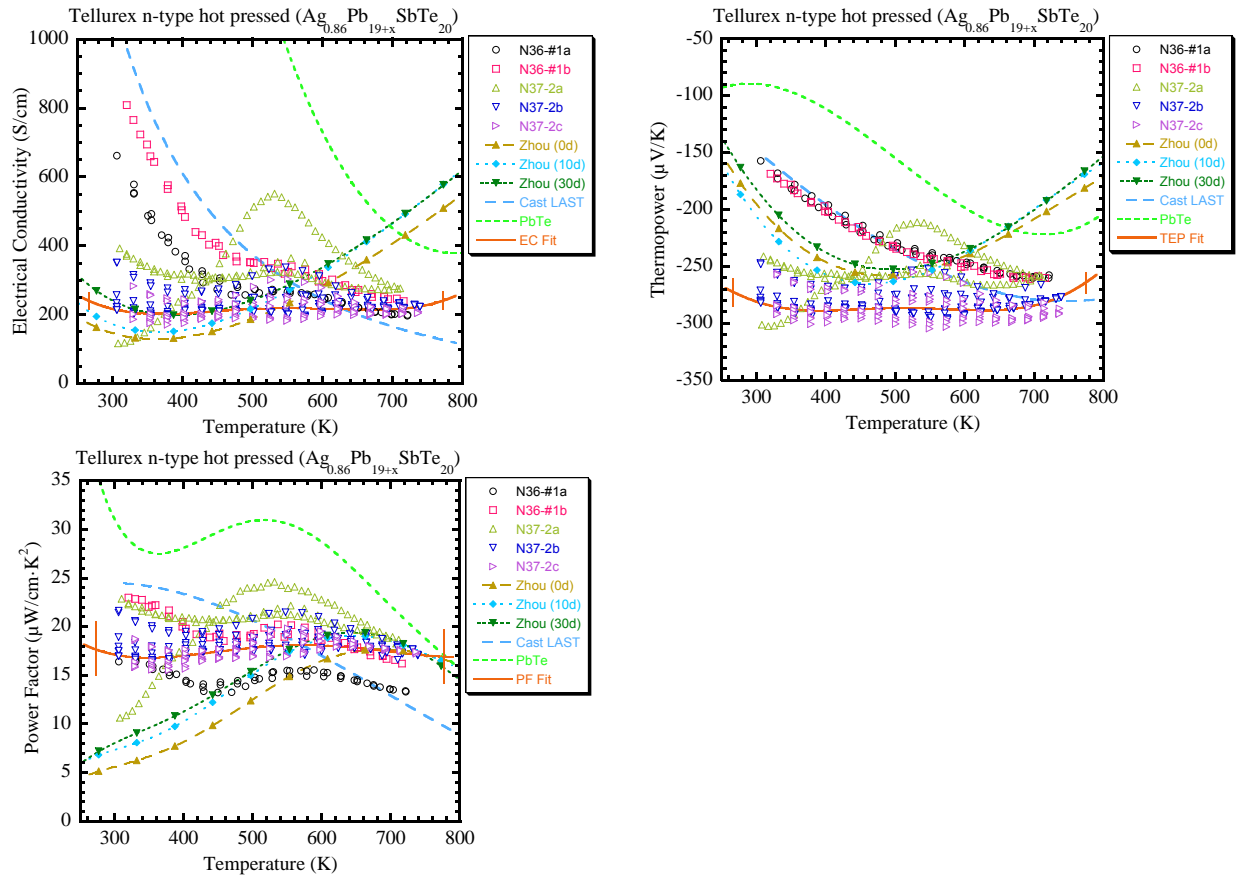 Tellurex n-type hot pressed (Ag0.86Pb19+xSbTe20)
Electrical Conductivity (S/cm)
1000
800
600
400
200
0
300 400 500 600 700 800
Temperature (K)
N36-#1a
N36-#1b
N37-2a
N37-2b
N37-2c
Zhou (0d)
Zhou (10d)
Zhou (30d)
Cast LAST
PbTe
EC Fit
Tellurex n-type hot pressed (Ag0.86Pb19+xSbTe20)
Thermopower (µ V/K)
-50
-100
-150
-200
-250
-300
-350
300 400 500 600 700 800
Temperature (K)
N36-#1a
N36-#1b
N37-2a
N37-2b
N37-2c
Zhou (0d)
Zhou (10d)
Zhou (30d)
Cast LAST
PbTe
TEP Fit
Tellurex n-type hot pressed (Ag0.86Pb19+xSbTe20)
Power Factor (µW/cm·K²)
35
30
25
20
15
10
5
0
300 400 500 600 700 800
Temperature (K)
N36-#1a
N36-#1b
N37-2a
N37-2b
N37-2c
Zhou (0d)
Zhou (10d)
Zhou (30d)
Cast LAST
PbTe
PF Fit